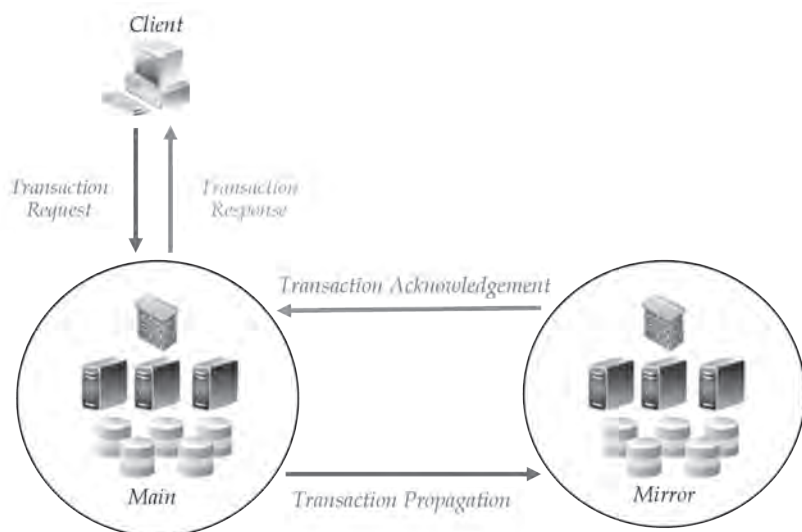 Client
Transaction
Request
Transaction
Response
Transaction Acknowledgement
Main
Transaction Propagation
Mirror